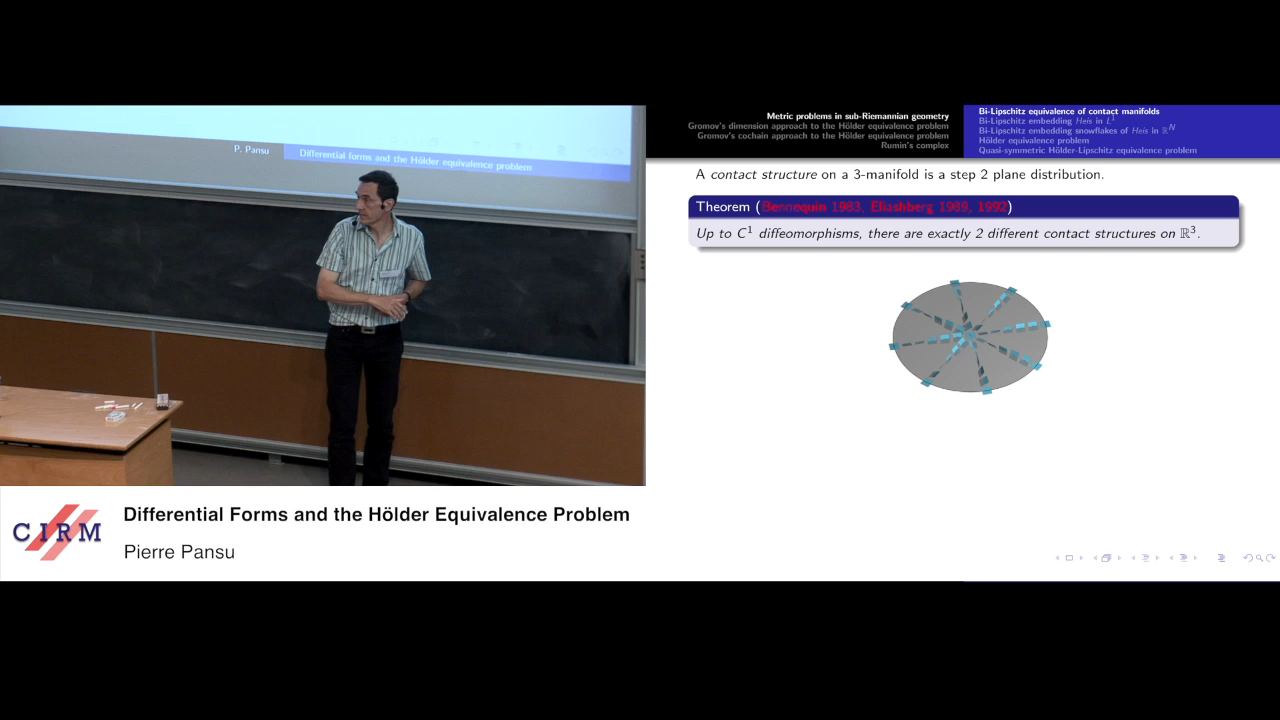 P. Pansu
Differential forms and the Hölder equivalence problem
CIRM
Differential Forms and the Hölder Equivalence Problem
Pierre Pansu
Metric problems in sub-Riemannian geometry
Gromov's dimension approach to the Hölder equivalence problem
Gromov's cochain approach to the Hölder equivalence problem
Rumin's complex
Bi-Lipschitz equivalence of contact manifolds
Bi-Lipschitz embedding Heis in L¹
Bi-Lipschitz embedding snowflakes of Heis in ℝᴺ
Hölder equivalence problem
Quasi-symmetric Hölder-Lipschitz equivalence problem
A contact structure on a 3-manifold is a step 2 plane distribution.
Theorem (Bennequin 1983, Eliashberg 1989, 1992)
Up to C¹ diffeomorphisms, there are exactly 2 different contact structures on ℝ³.